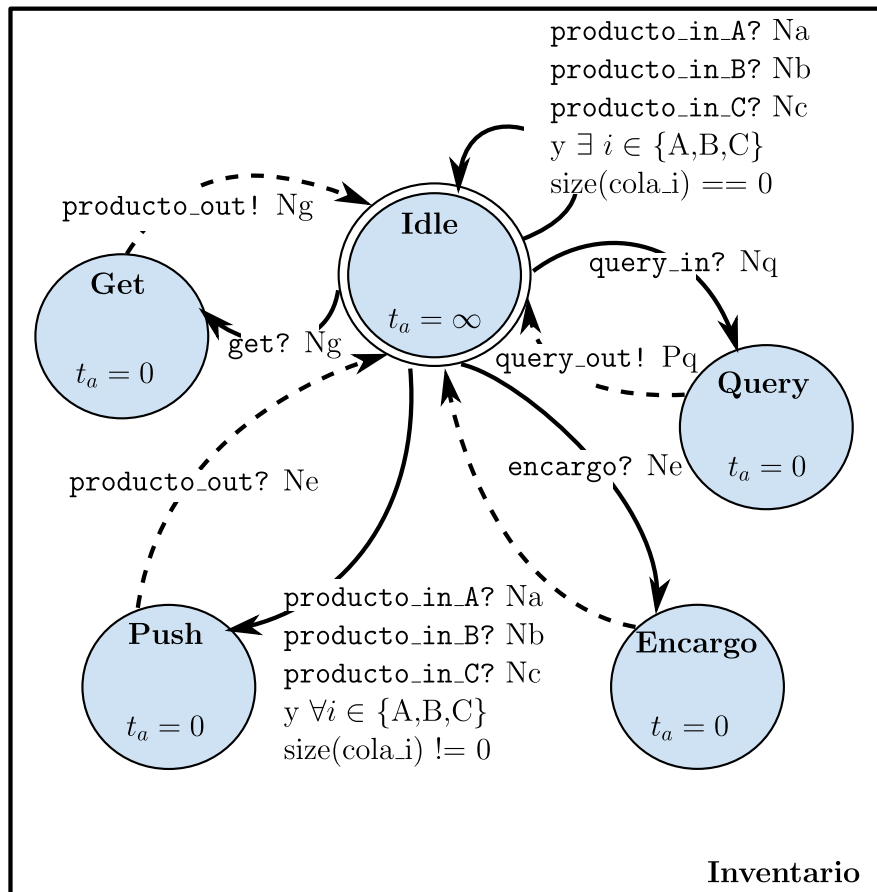 producto_in_A? Na
producto_in_B? Nb
producto_in_C? Nc
y ∃ i ∈ {A,B,C}
size(cola_i) == 0
producto_out! Ng
Idle
t_a = ∞
query_in? Nq
Get
t_a = 0
get? Ng
query_out! Pq
Query
t_a = 0
producto_out? Ne
encargo? Ne
Push
t_a = 0
producto_in_A? Na
producto_in_B? Nb
producto_in_C? Nc
y ∀i ∈ {A,B,C}
size(cola_i) != 0
Encargo
t_a = 0
Inventario